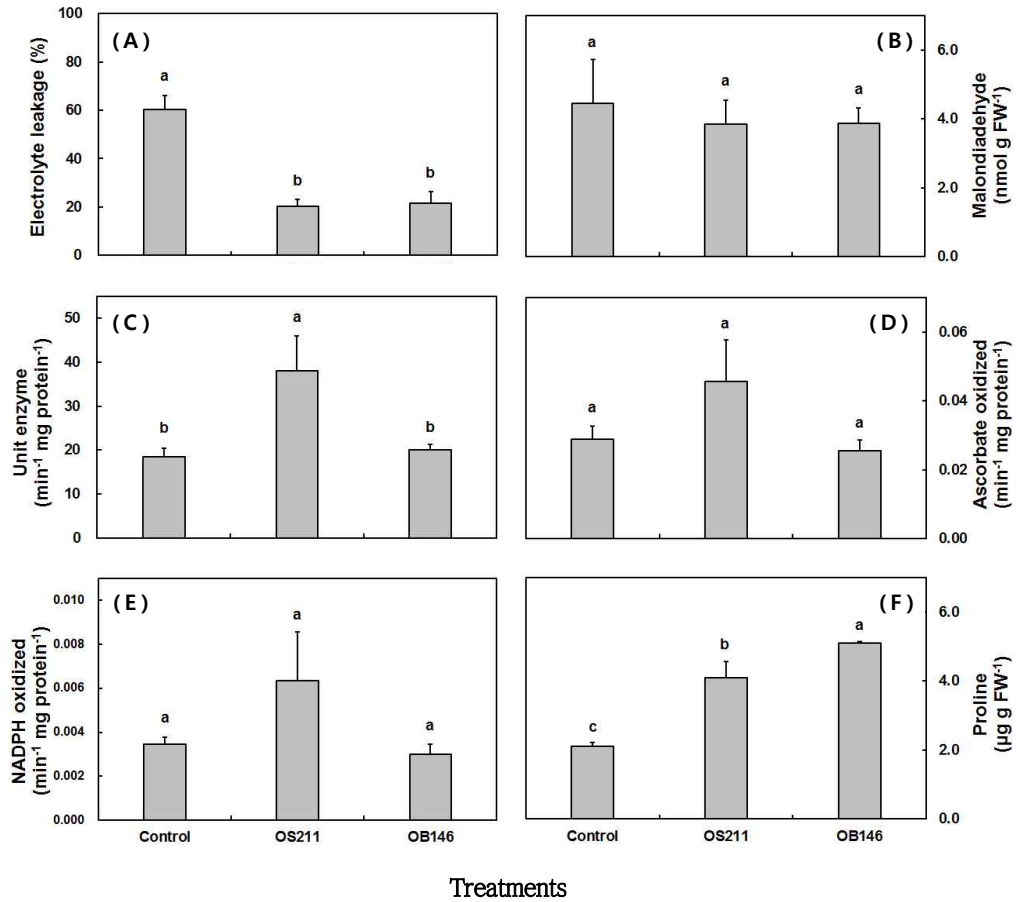 (A)
Electrolyte leakage (%)
100
80
60
40
20
0
a
b
b
(B)
Malondiadehyde
(nmol g FW⁻¹)
6.0
4.0
2.0
0.0
a
a
a
(C)
Unit enzyme
(min⁻¹ mg protein⁻¹)
50
40
30
20
10
0
b
a
b
(D)
Ascorbate oxidized
(min⁻¹ mg protein⁻¹)
0.06
0.04
0.02
0.00
a
a
a
(E)
NADPH oxidized
(min⁻¹ mg protein⁻¹)
0.010
0.008
0.006
0.004
0.002
0.000
a
a
a
Control
OS211
OB146
(F)
Proline
(µg g FW⁻¹)
6.0
4.0
2.0
0.0
c
b
a
Control
OS211
OB146
Treatments